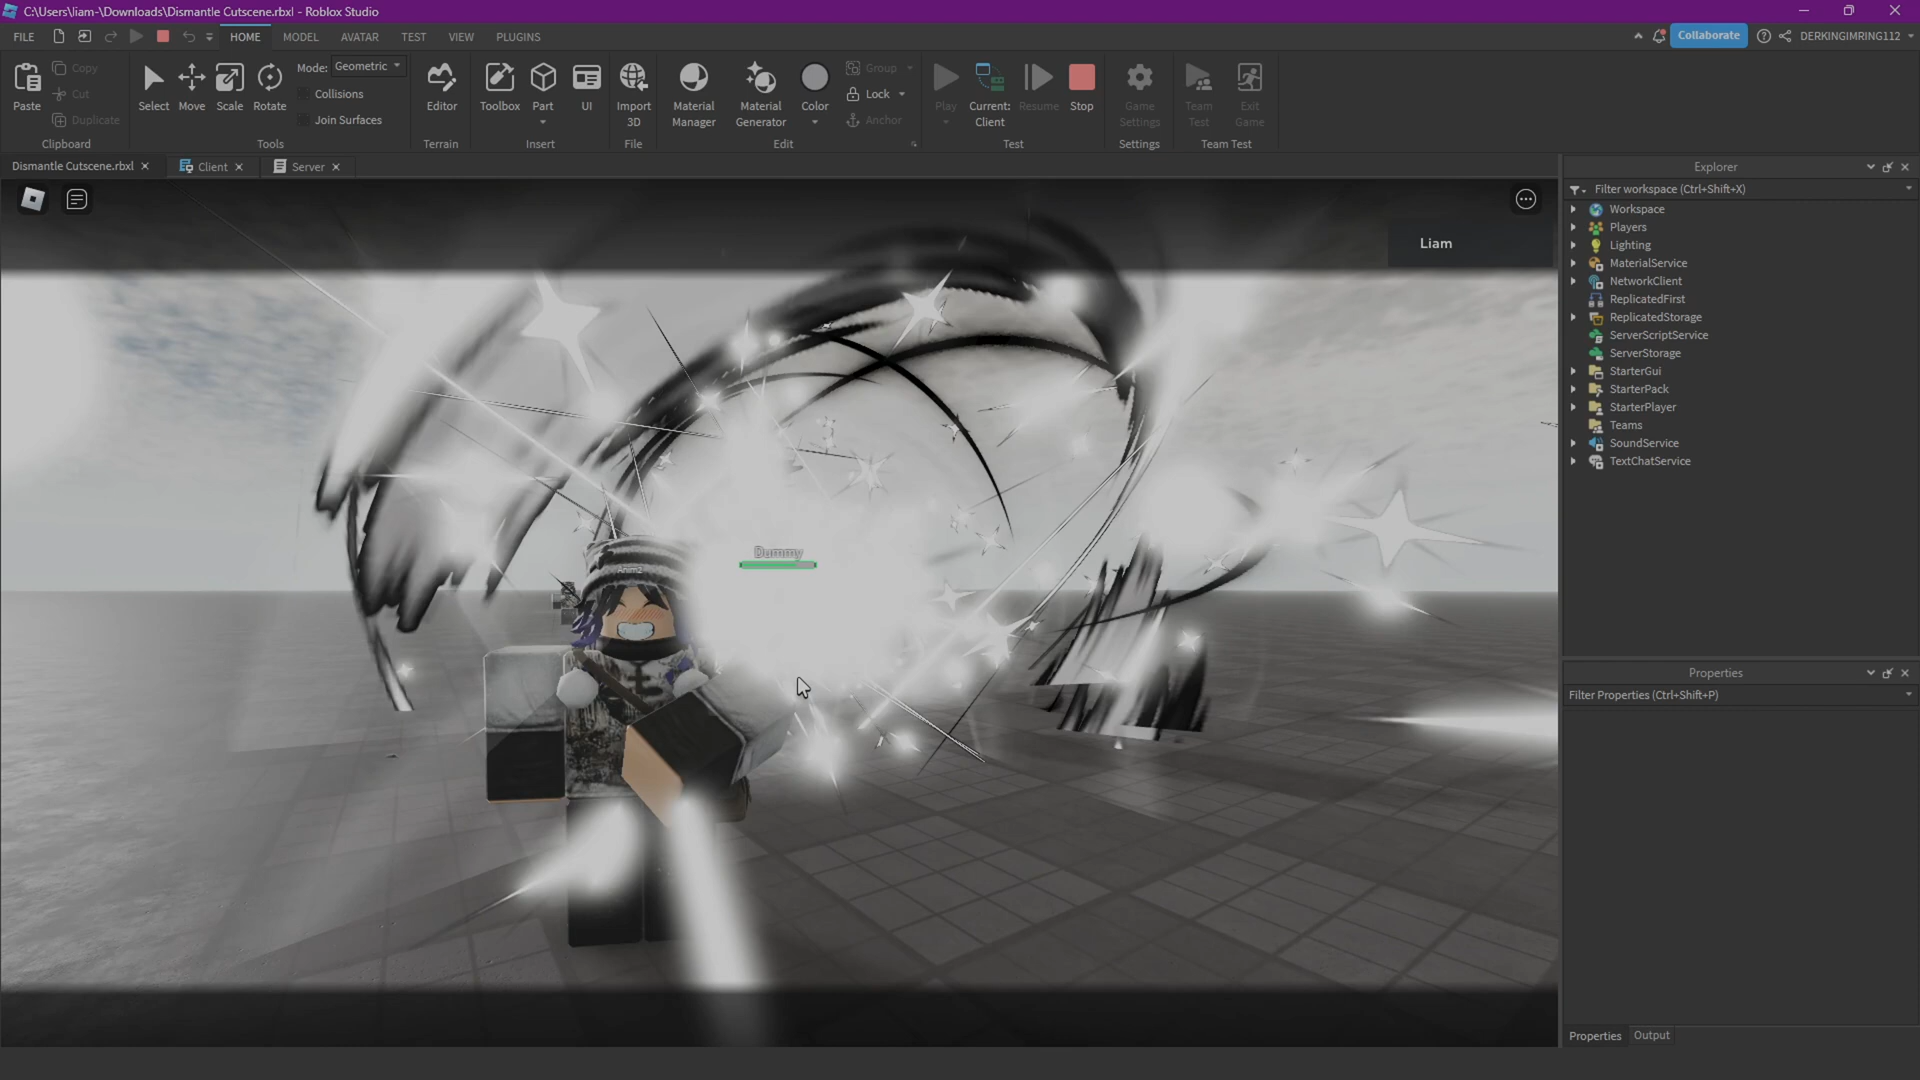 C:\Users\liam-\Downloads\Dismantle Cutscene.rbxl - Roblox Studio
FILE HOME MODEL AVATAR TEST VIEW PLUGINS Collaborate DERKINGIMRING112
Paste
Copy
Cut
Duplicate
Clipboard
Select
Move
Scale
Rotate
Mode: Geometric
Collisions
Join Surfaces
Tools
Editor
Terrain
Toolbox
Part
UI
Insert
Import
3D
File
Material
Manager
Material
Generator
Color
Group
Lock
Anchor
Edit
Play
Current:
Client
Resume
Stop
Test
Game
Settings
Settings
Team
Test
Exit
Game
Team Test
Dismantle Cutscene.rbxl
Client
Server
Liam
Dummy
Anim2
Explorer
Filter workspace (Ctrl+Shift+X)
Workspace
Players
Lighting
MaterialService
NetworkClient
ReplicatedFirst
ReplicatedStorage
ServerScriptService
ServerStorage
StarterGui
StarterPack
StarterPlayer
Teams
SoundService
TextChatService
Properties
Filter Properties (Ctrl+Shift+P)
Properties Output